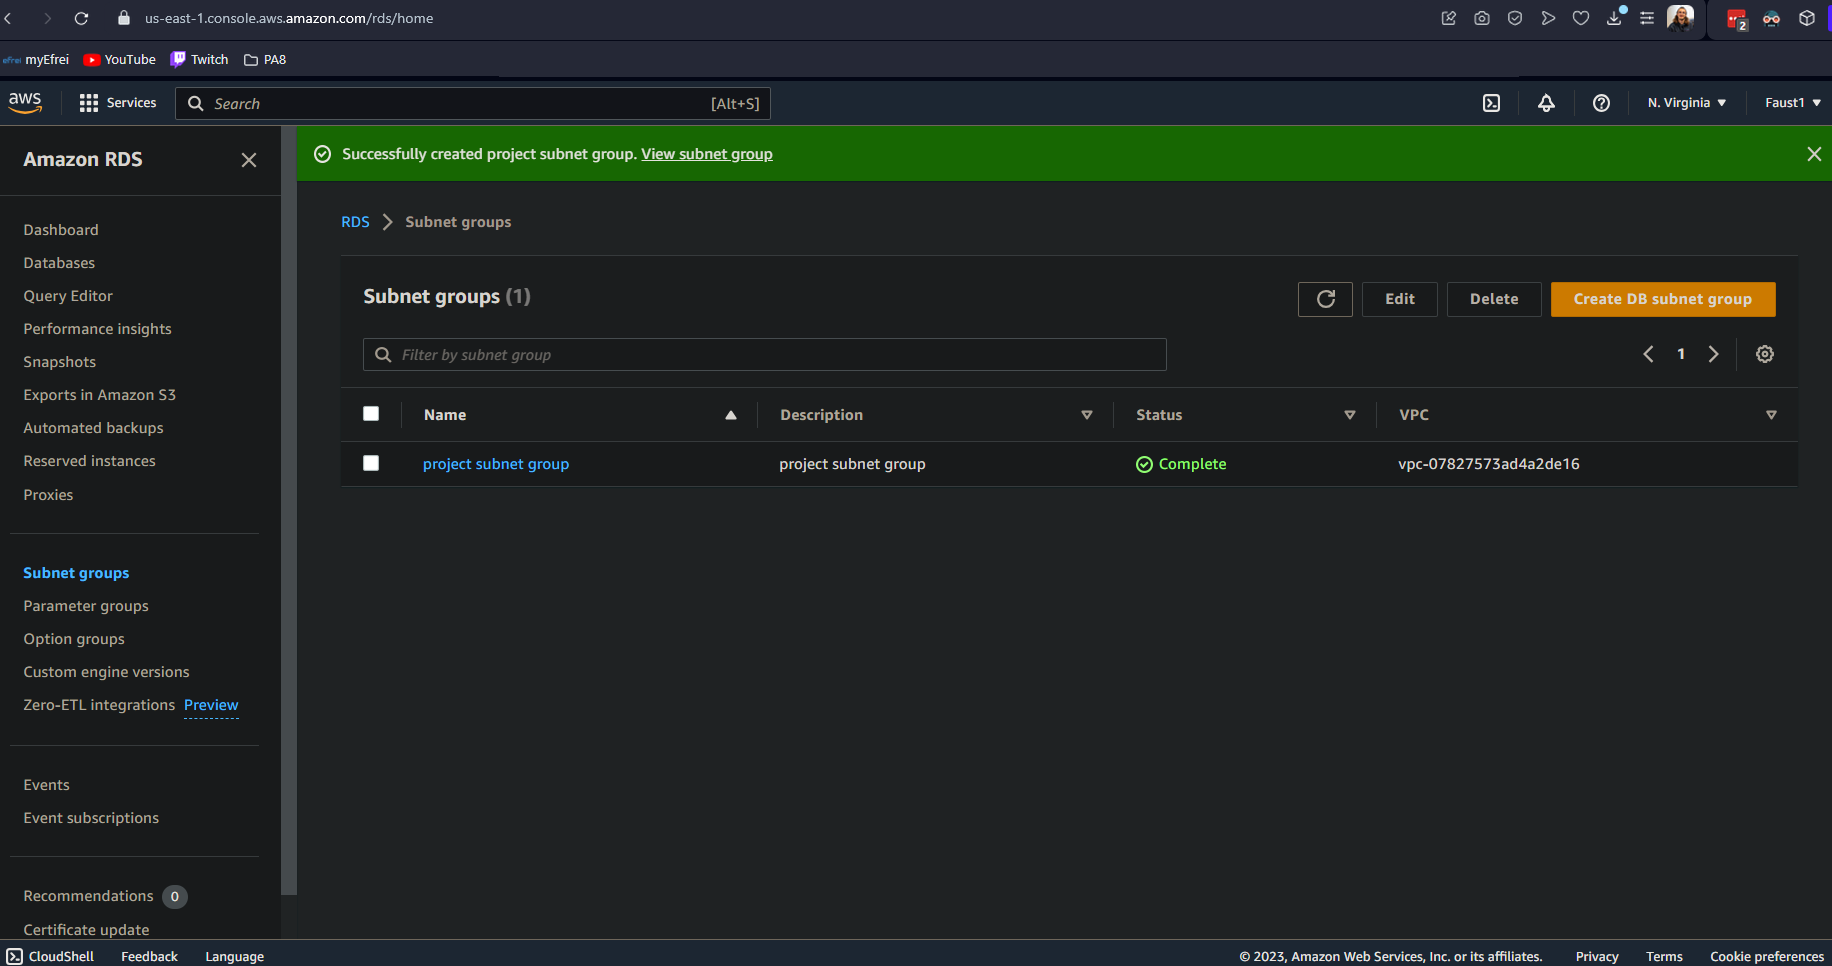 us-east-1.console.aws.amazon.com/rds/home
2
efrei myEfrei YouTube Twitch PA8
aws Services Search [Alt+S] N. Virginia Faust1
Amazon RDS
Successfully created project subnet group. View subnet group
RDS Subnet groups
Dashboard
Databases
Query Editor
Performance insights
Snapshots
Exports in Amazon S3
Automated backups
Reserved instances
Proxies
Subnet groups
Parameter groups
Option groups
Custom engine versions
Zero-ETL integrations Preview
Events
Event subscriptions
Recommendations 0
Certificate update
Subnet groups (1) Edit Delete Create DB subnet group
Filter by subnet group 1
Name Description Status VPC
project subnet group project subnet group Complete vpc-07827573ad4a2de16
CloudShell Feedback Language © 2023, Amazon Web Services, Inc. or its affiliates. Privacy Terms Cookie preferences